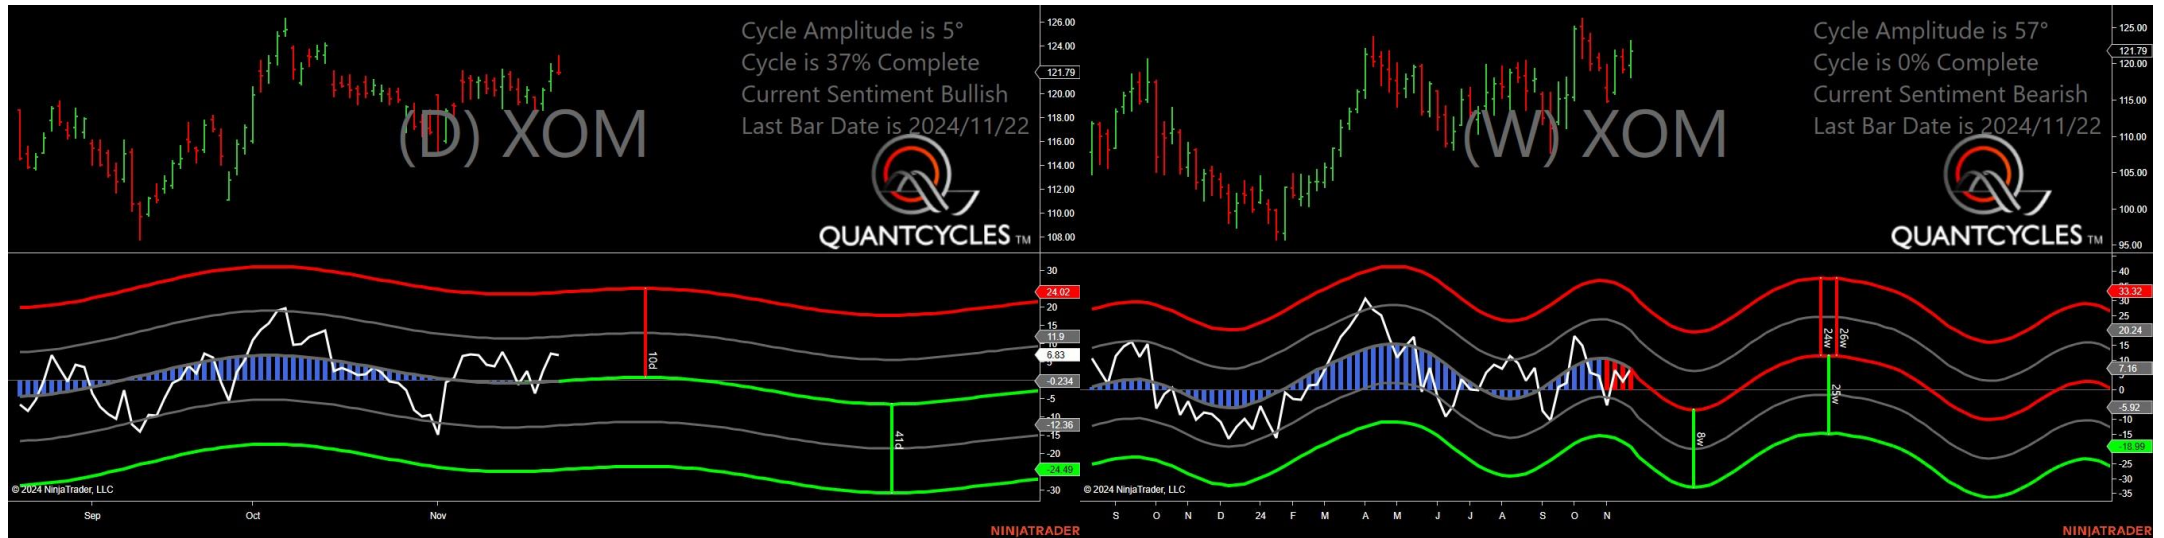 Cycle Amplitude is 5°
Cycle is 37% Complete
Current Sentiment Bullish
Last Bar Date is 2024/11/22
(D) XOM
QUANTCYCLES TM
126.00
124.00
121.79
120.00
118.00
116.00
114.00
112.00
110.00
108.00
30
24.02
20
15
11.9
6.83
-0.234
-5
-10
-12.36
-15
-20
-24.49
-30
10d
41d
© 2024 NinjaTrader, LLC
Sep
Oct
Nov
NINJATRADER
Cycle Amplitude is 57°
Cycle is 0% Complete
Current Sentiment Bearish
Last Bar Date is 2024/11/22
(W) XOM
QUANTCYCLES TM
125.00
121.79
120.00
115.00
110.00
105.00
100.00
95.00
40
33.32
30
25
20.24
15
10
7.16
0
-5.92
-10
-15
-18.99
-25
-30
-35
24w
26w
25w
8w
© 2024 NinjaTrader, LLC
S O N D 24 F M A M J J A S O N
NINJATRADER